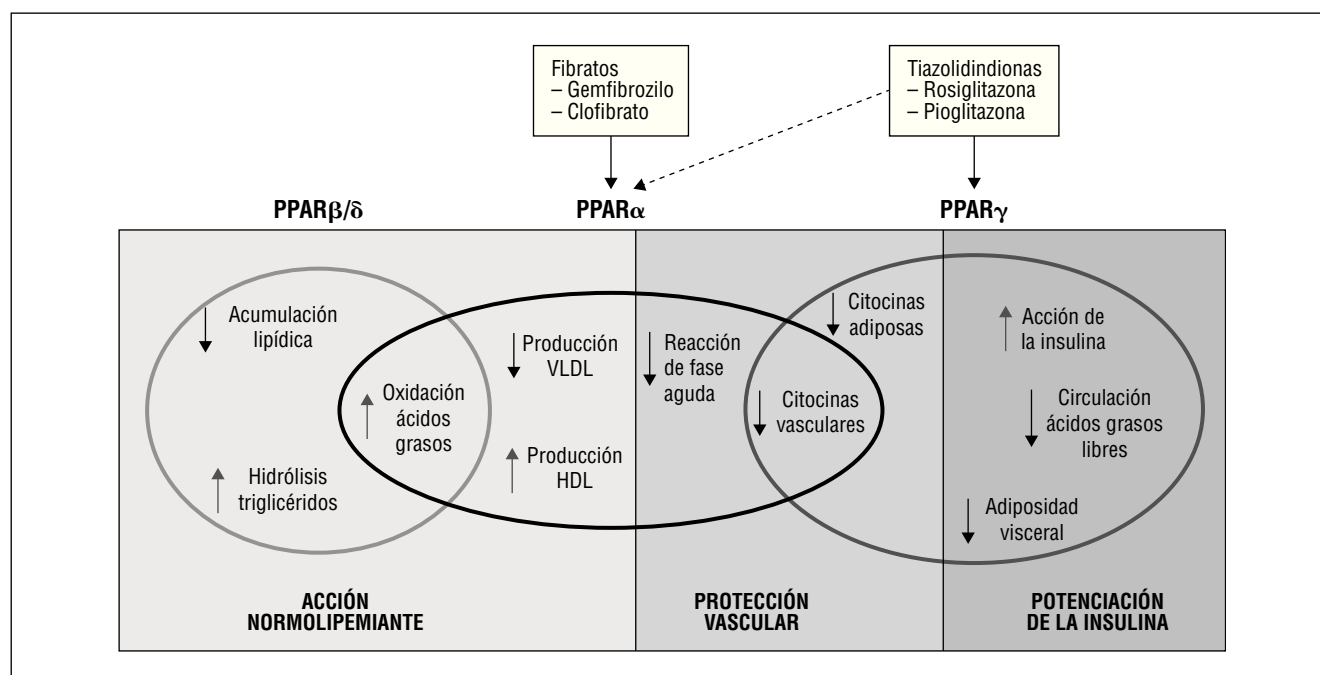 Fibratos
– Gemfibrozilo
– Clofibrato
Tiazolidindionas
– Rosiglitazona
– Pioglitazona
PPARβ/δ
PPARα
PPARγ
Acumulación
lipídica
Oxidación
ácidos
grasos
Hidrólisis
triglicéridos
Producción
VLDL
Producción
HDL
Reacción
de fase
aguda
Citocinas
adiposas
Citocinas
vasculares
Acción de
la insulina
Circulación
ácidos grasos
libres
Adiposidad
visceral
ACCIÓN
NORMOLIPEMIANTE
PROTECCIÓN
VASCULAR
POTENCIACIÓN
DE LA INSULINA